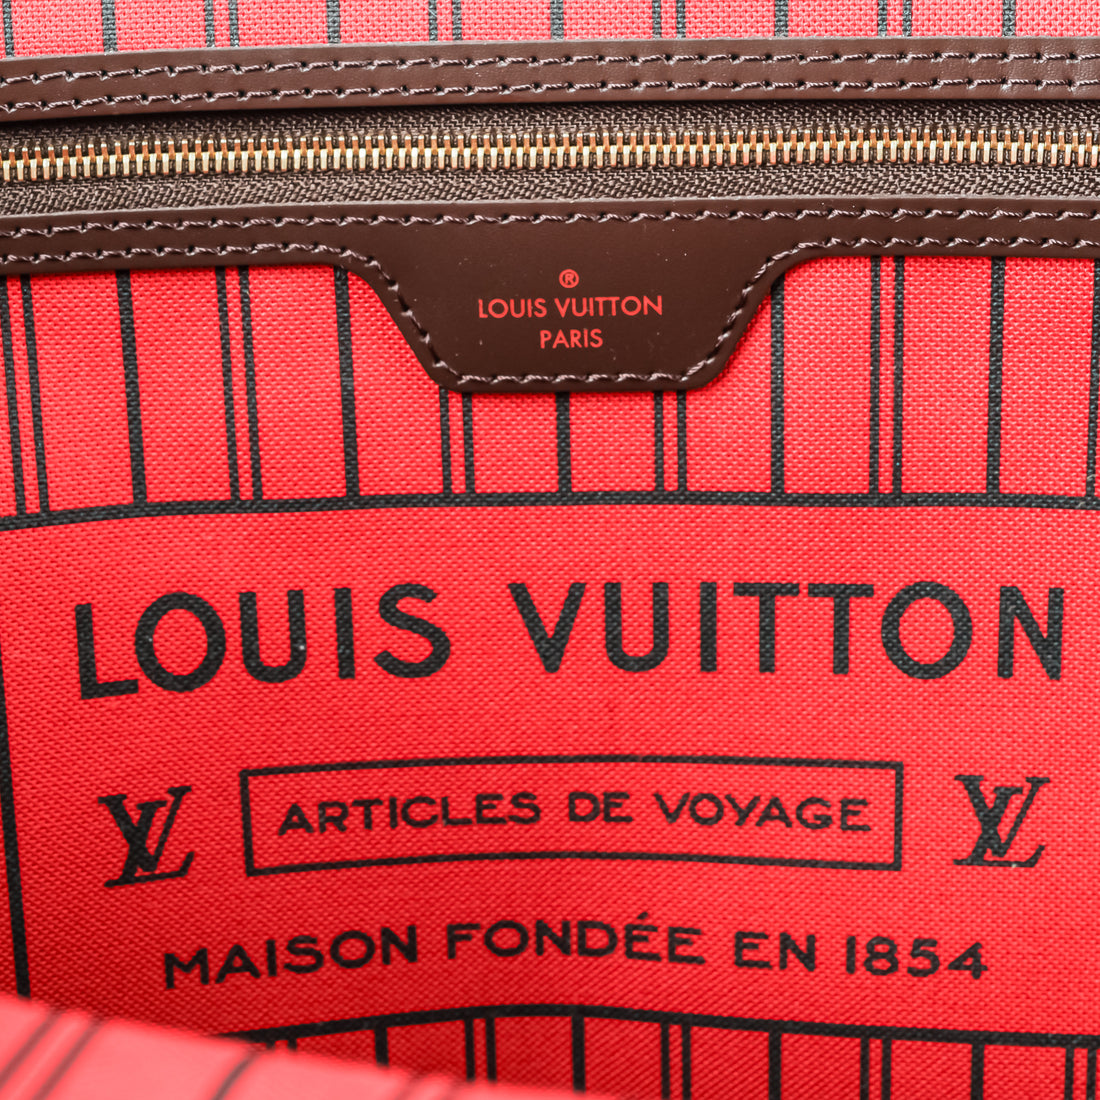 ®
LOUIS VUITTON
PARIS
LOUIS VUITTON
LV ARTICLES DE VOYAGE LV
MAISON FONDÉE EN 1854